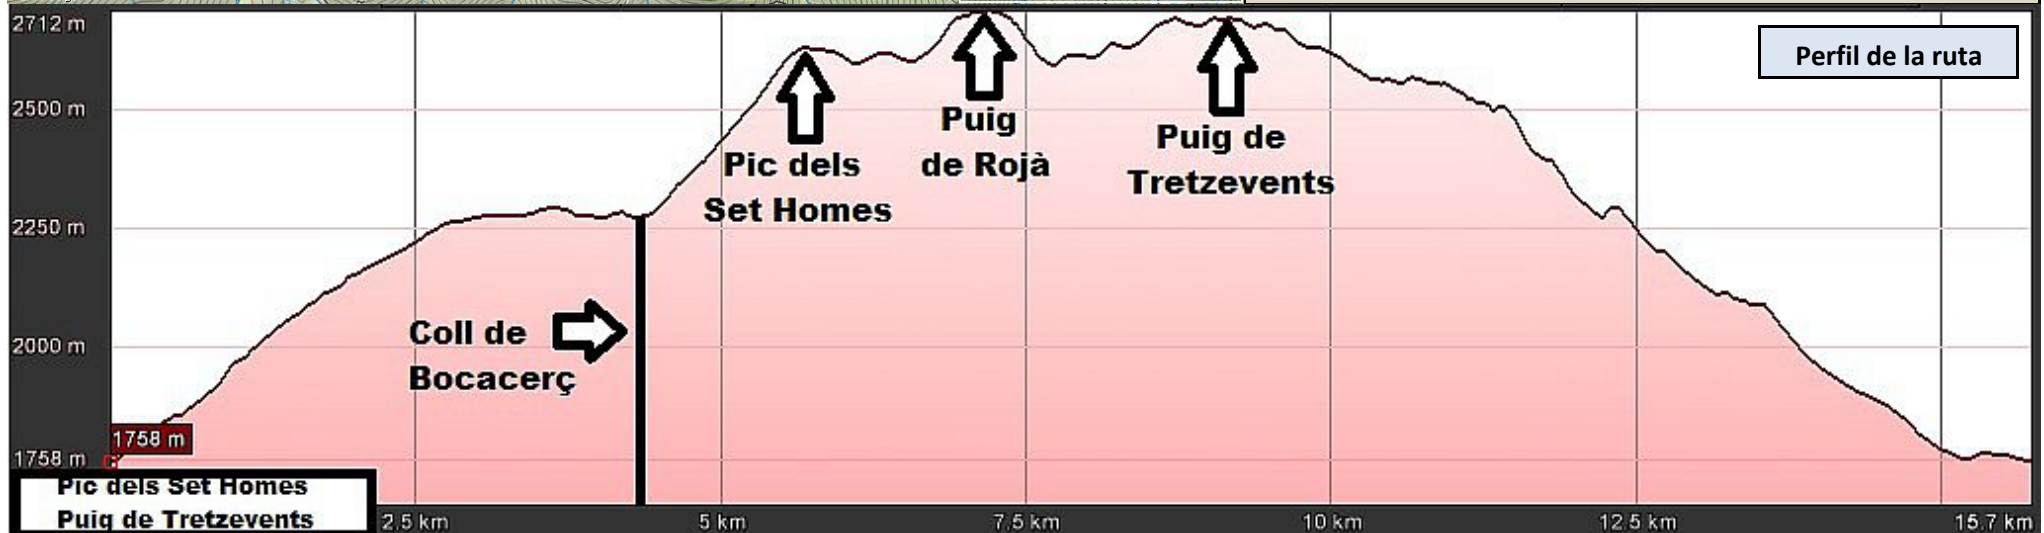 2712 m
Perfil de la ruta
2500 m
Puig
de Rojà
Puig de
Tretzevents
Pic dels
Set Homes
2250 m
Coll de
Bocacerç
2000 m
1758 m
1758 m
Pic dels Set Homes
Puig de Tretzevents
2.5 km
5 km
7.5 km
10 km
12.5 km
15.7 km